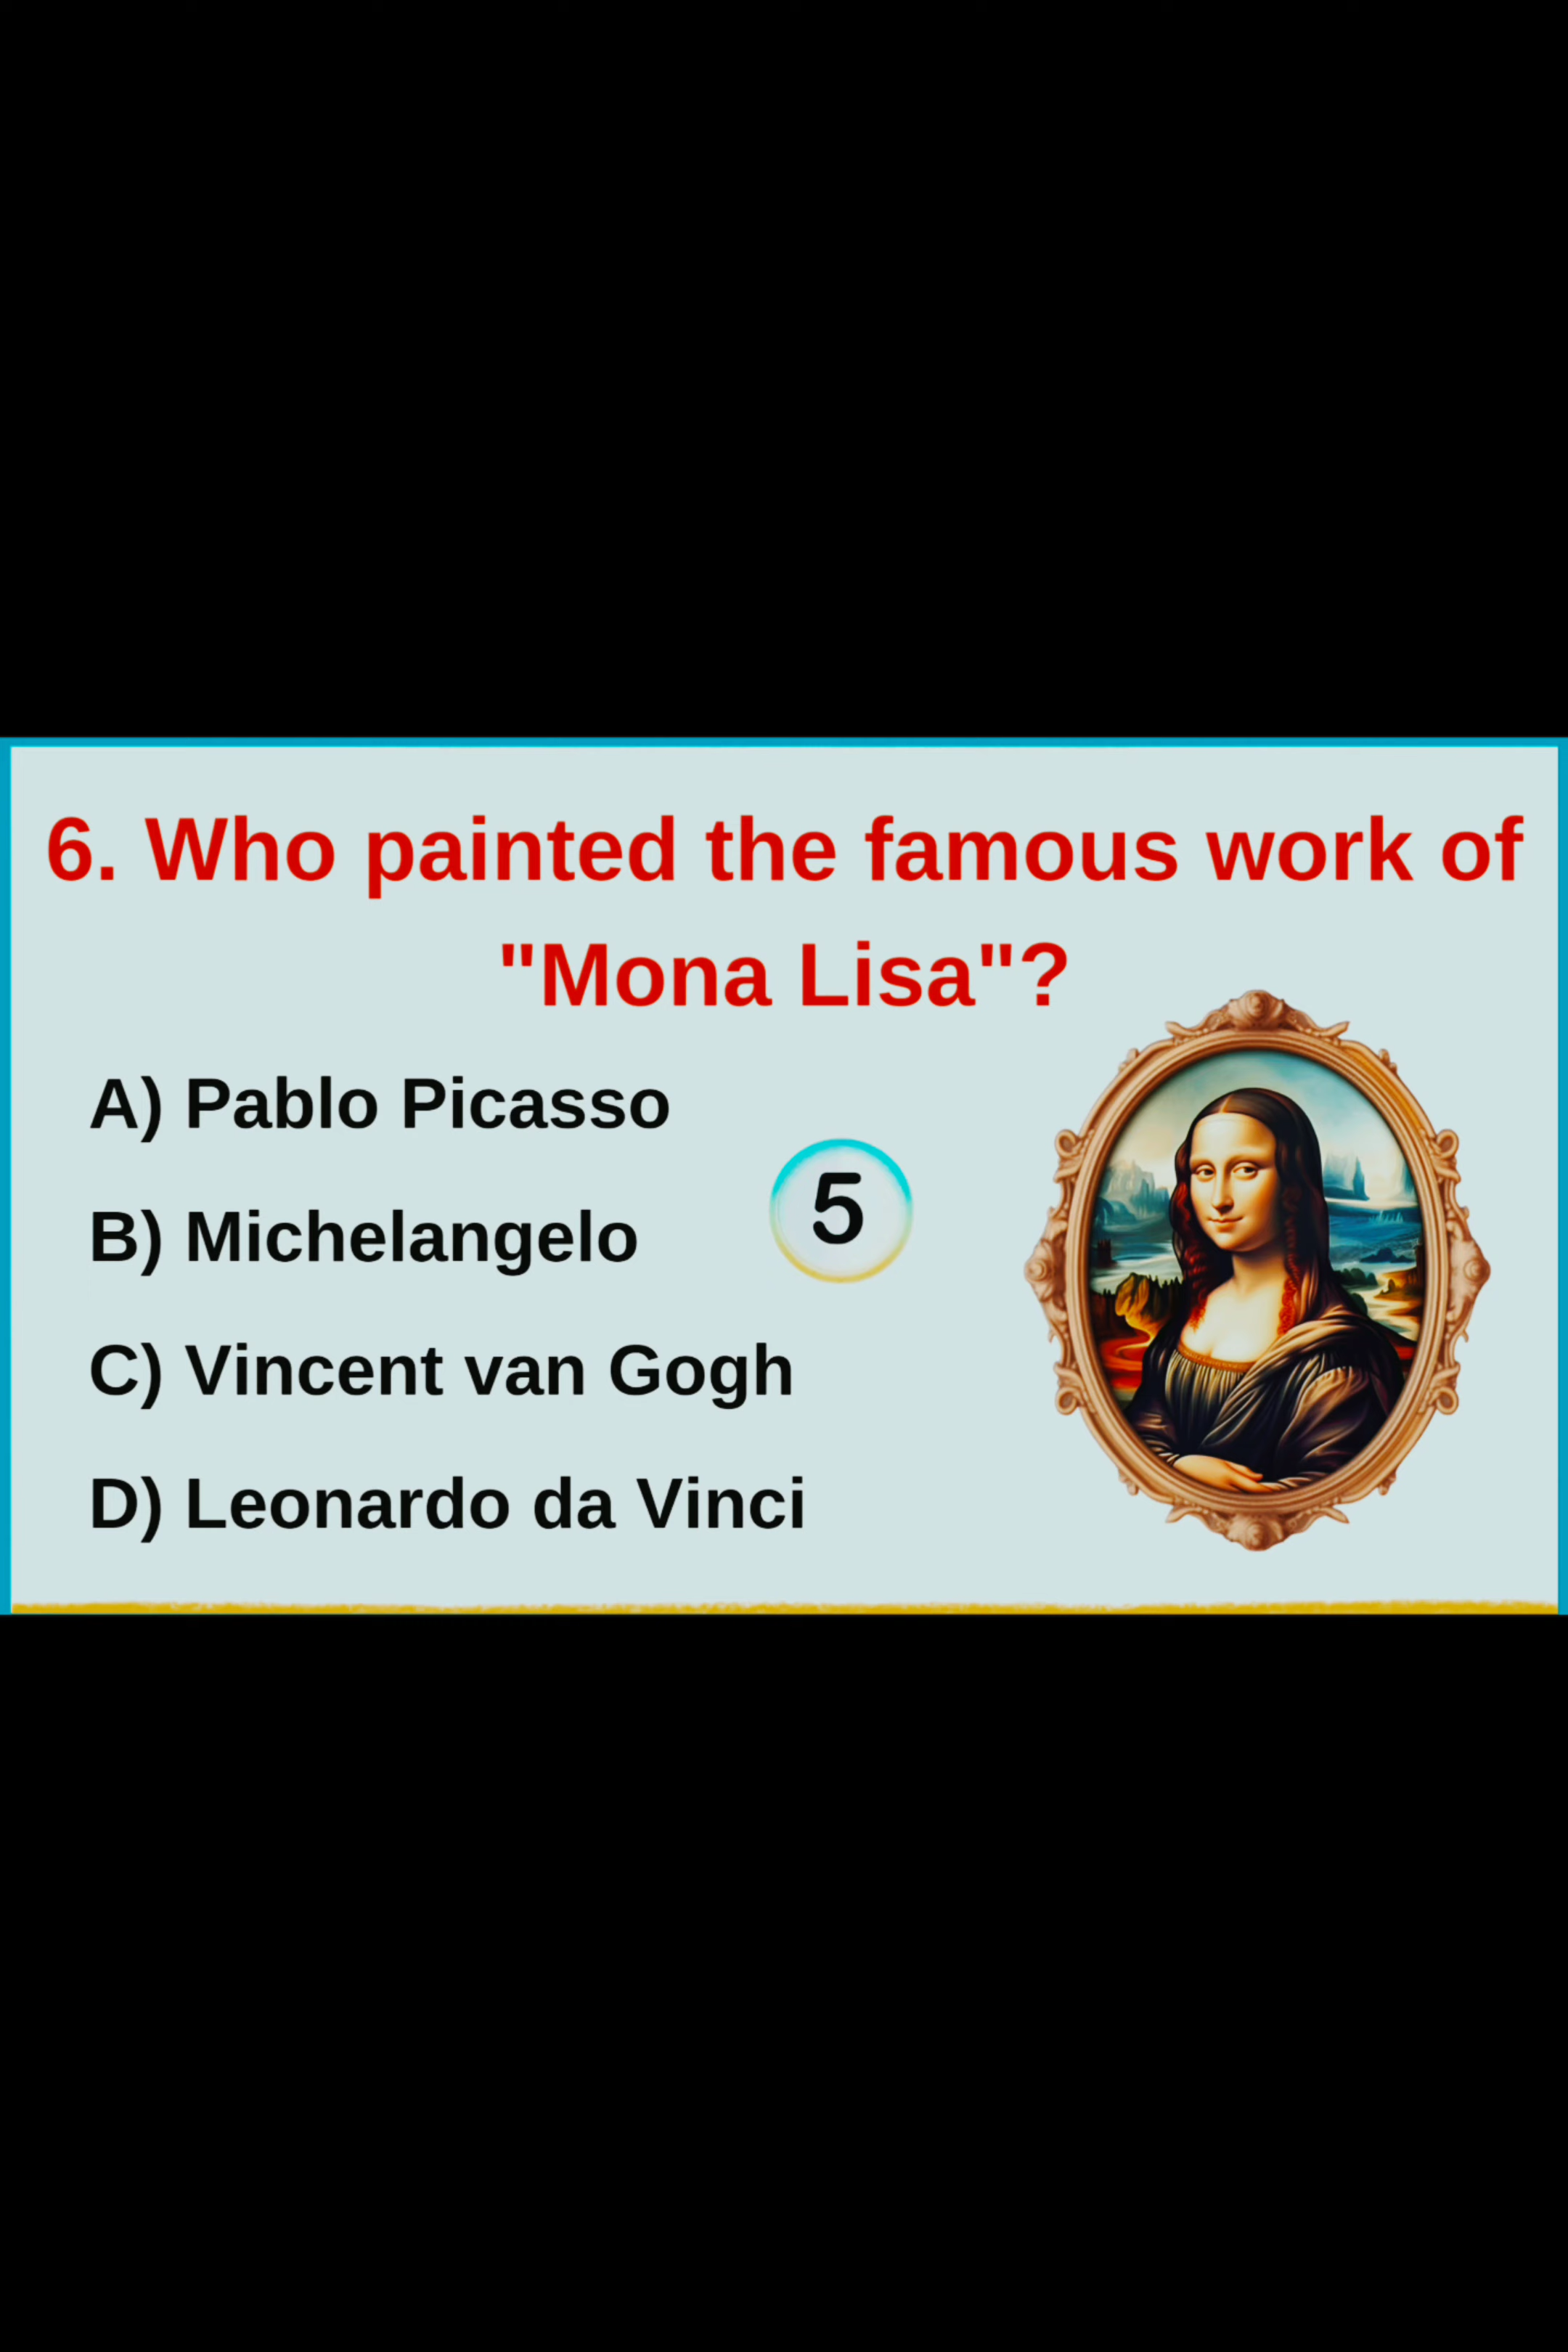 6. Who painted the famous work of
"Mona Lisa"?
A) Pablo Picasso
5
B) Michelangelo
C) Vincent van Gogh
D) Leonardo da Vinci